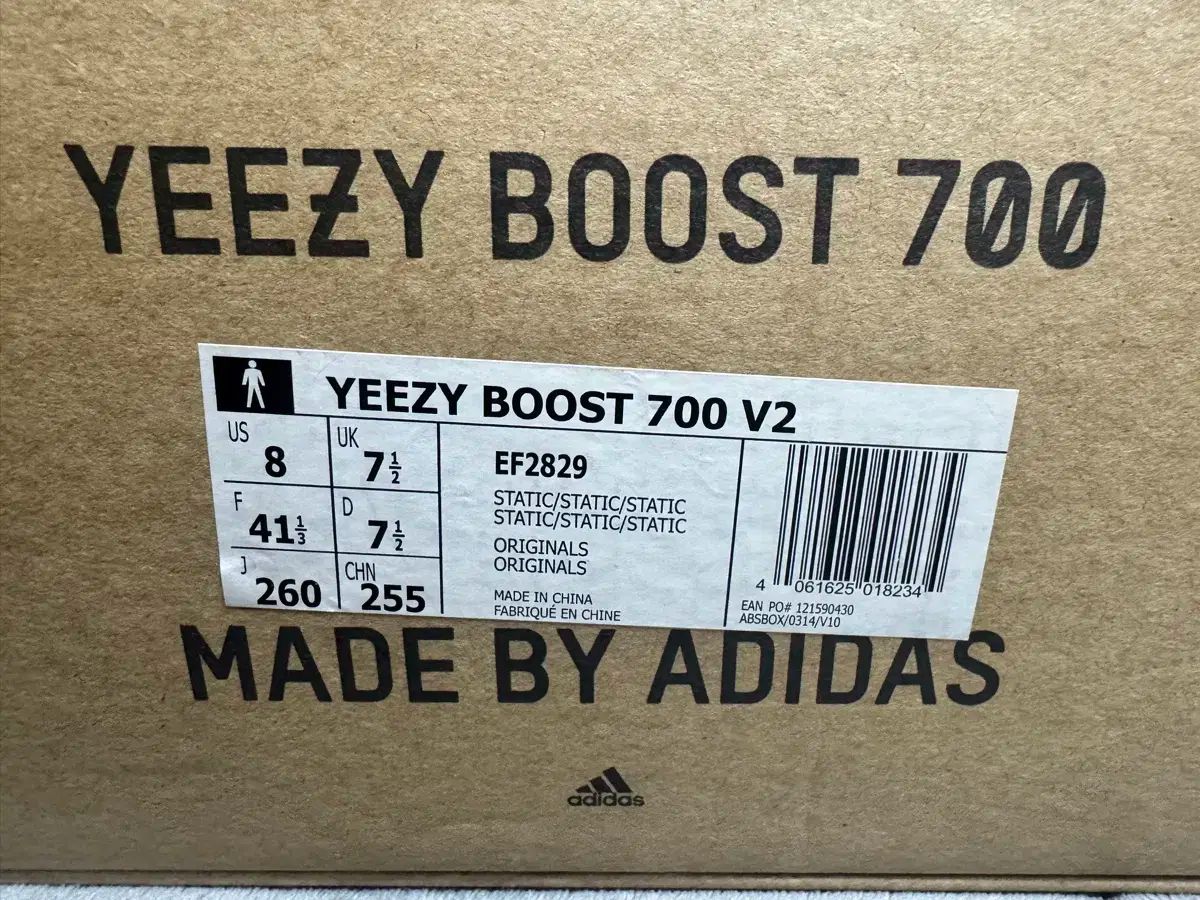 YEEZY BOOST 700
YEEZY BOOST 700 V2
US
8
UK
7½
F
41⅓
D
7½
J
260
CHN
255
EF2829
STATIC/STATIC/STATIC
STATIC/STATIC/STATIC
ORIGINALS
ORIGINALS
MADE IN CHINA
FABRIQUÉ EN CHINE
4 061625 018234
EAN PO# 121590430
ABSBOX/0314/V10
MADE BY ADIDAS
adidas